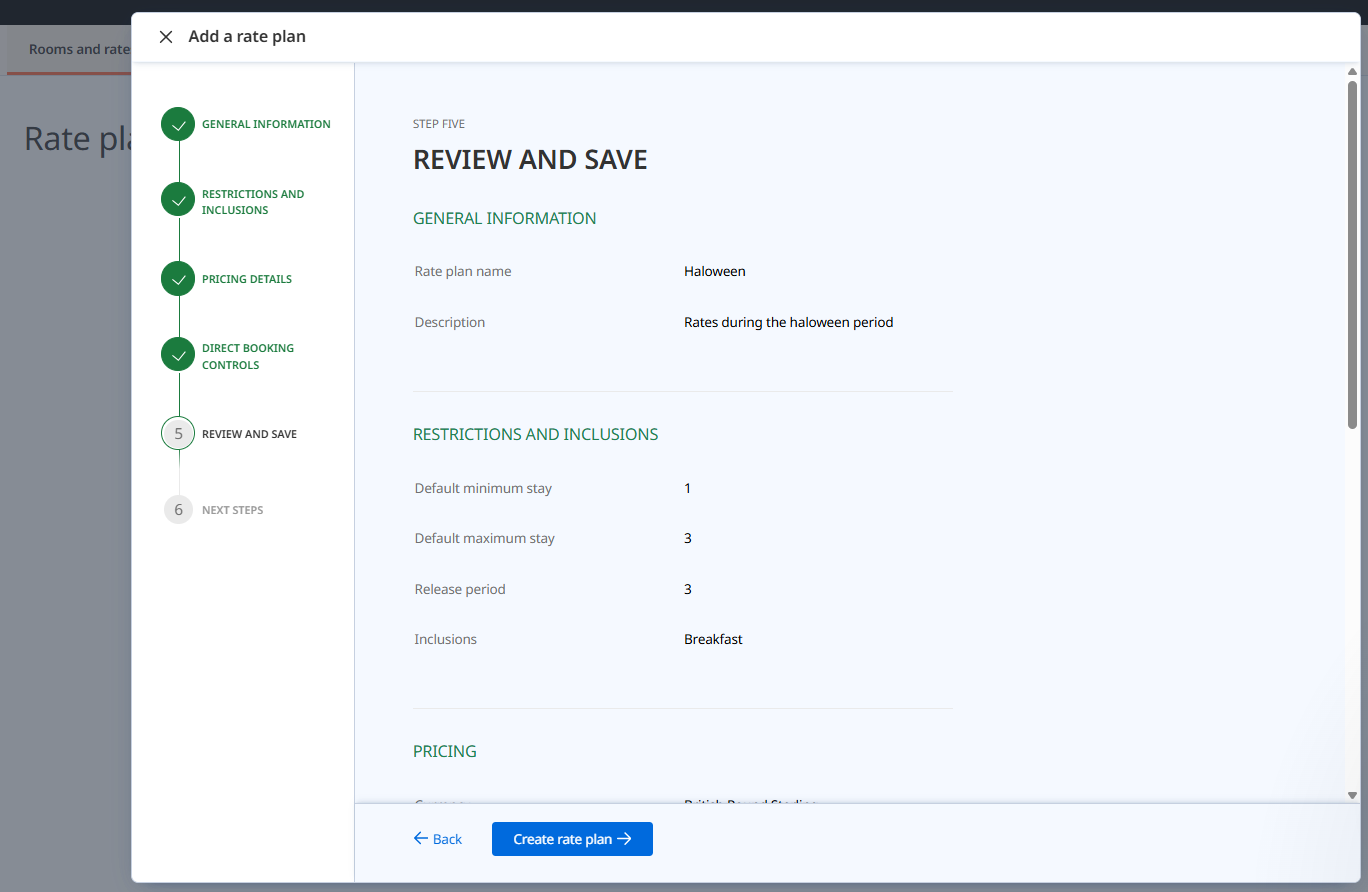 Add a rate plan
Rooms and rate
Rate pla
GENERAL INFORMATION
RESTRICTIONS AND
INCLUSIONS
PRICING DETAILS
DIRECT BOOKING
CONTROLS
5 REVIEW AND SAVE
6 NEXT STEPS
STEP FIVE
REVIEW AND SAVE
GENERAL INFORMATION
Rate plan name Haloween
Description Rates during the haloween period
RESTRICTIONS AND INCLUSIONS
Default minimum stay 1
Default maximum stay 3
Release period 3
Inclusions Breakfast
PRICING
Back
Create rate plan